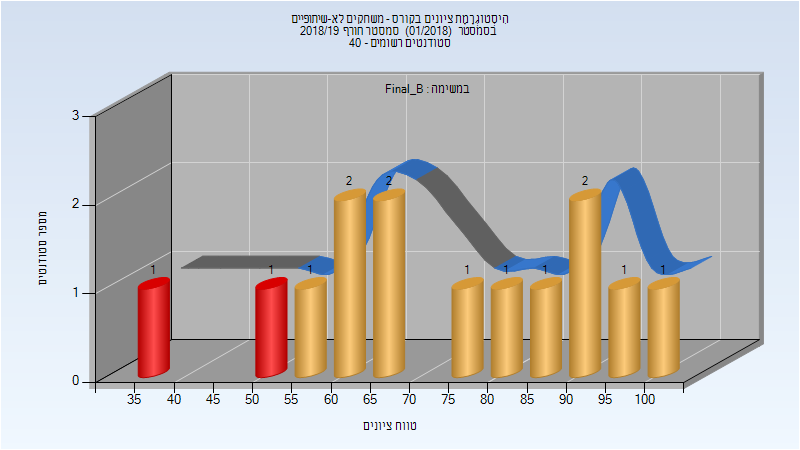 היסטוגרמת ציונים בקורס - משחקים לא-שיתופיים
בסמסטר (01/2018) סמסטר חורף 2018/19
סטודנטים רשומים - 40
במשימה : Final_B
מספר סטודנטים
3
2
1
0
1 1 1 2 2 1 1 1 2 1 1
35 40 45 50 55 60 65 70 75 80 85 90 95 100
טווח ציונים